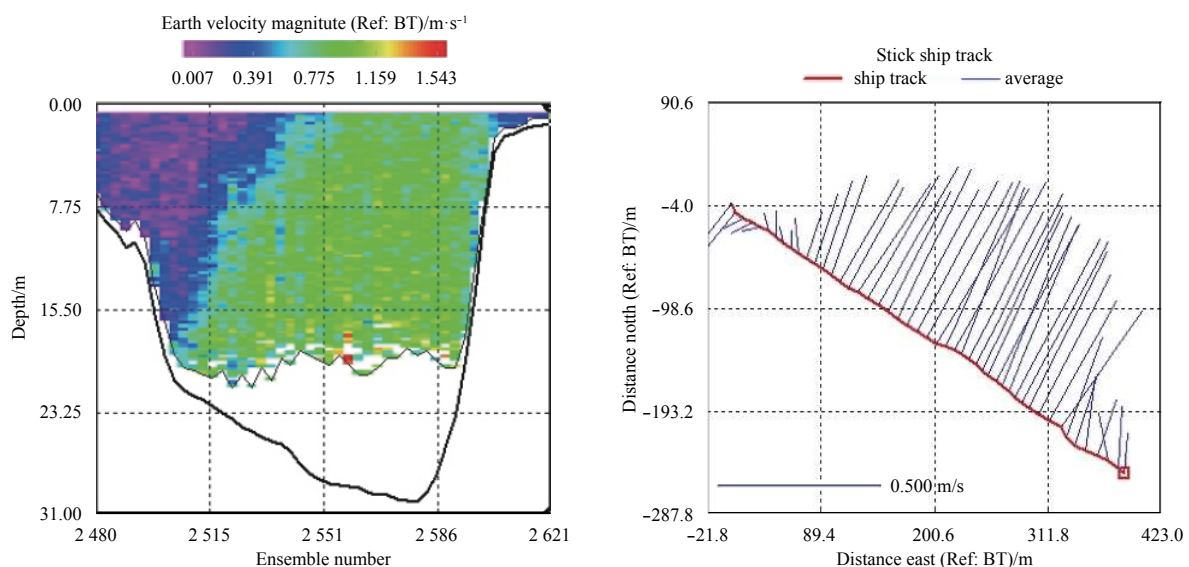 Earth velocity magnitute (Ref: BT)/m·s⁻¹
0.007 0.391 0.775 1.159 1.543
0.00
7.75
15.50
23.25
31.00
Depth/m
2 480 2 515 2 551 2 586 2 621
Ensemble number
Stick ship track
ship track average
90.6
−4.0
−98.6
−193.2
−287.8
Distance north (Ref: BT)/m
0.500 m/s
−21.8 89.4 200.6 311.8 423.0
Distance east (Ref: BT)/m